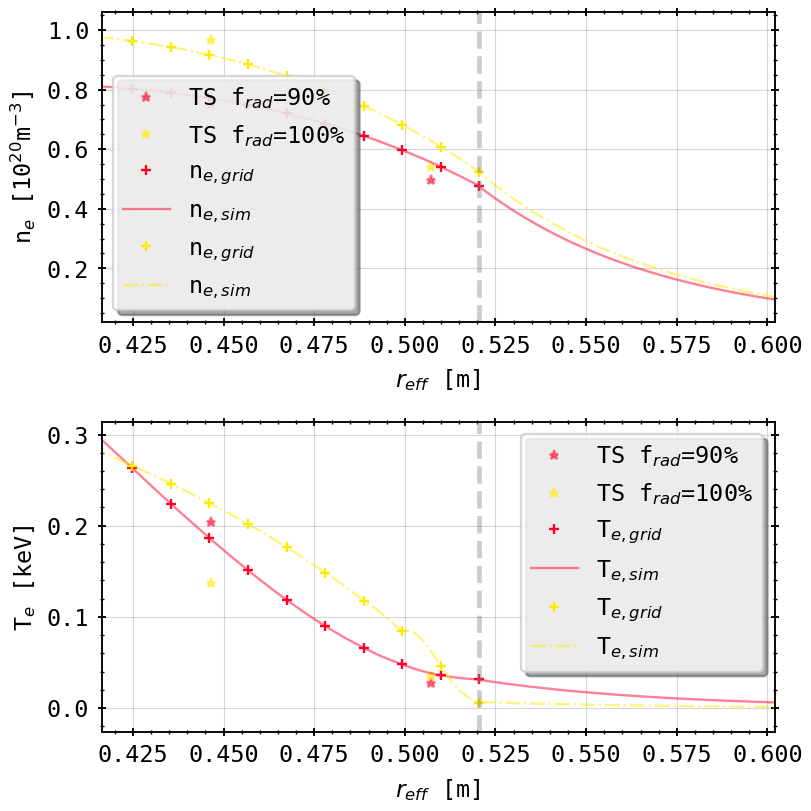 1.0
0.8
0.6
0.4
0.2
n_e [10^20 m^−3]
TS f_rad=90%
TS f_rad=100%
n_e,grid
n_e,sim
n_e,grid
n_e,sim
0.425 0.450 0.475 0.500 0.525 0.550 0.575 0.600
r_eff [m]
0.3
0.2
0.1
0.0
T_e [keV]
TS f_rad=90%
TS f_rad=100%
T_e,grid
T_e,sim
T_e,grid
T_e,sim
0.425 0.450 0.475 0.500 0.525 0.550 0.575 0.600
r_eff [m]